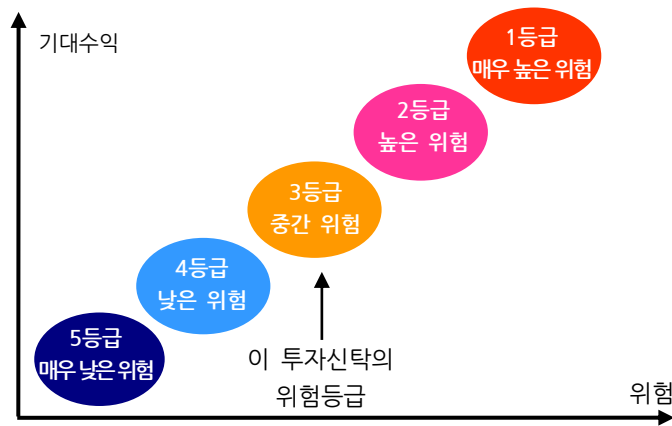 기대수익
1등급
매우 높은 위험
2등급
높은 위험
3등급
중간 위험
4등급
낮은 위험
5등급
매우 낮은 위험
이 투자신탁의
위험등급
위험